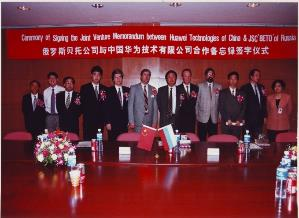 Ceremony of Signing the Joint Venture Memorandum between Huawei Technologies of China & JSC BETO of Russia
俄罗斯贝托公司与中国华为技术有限公司合作备忘录签字仪式